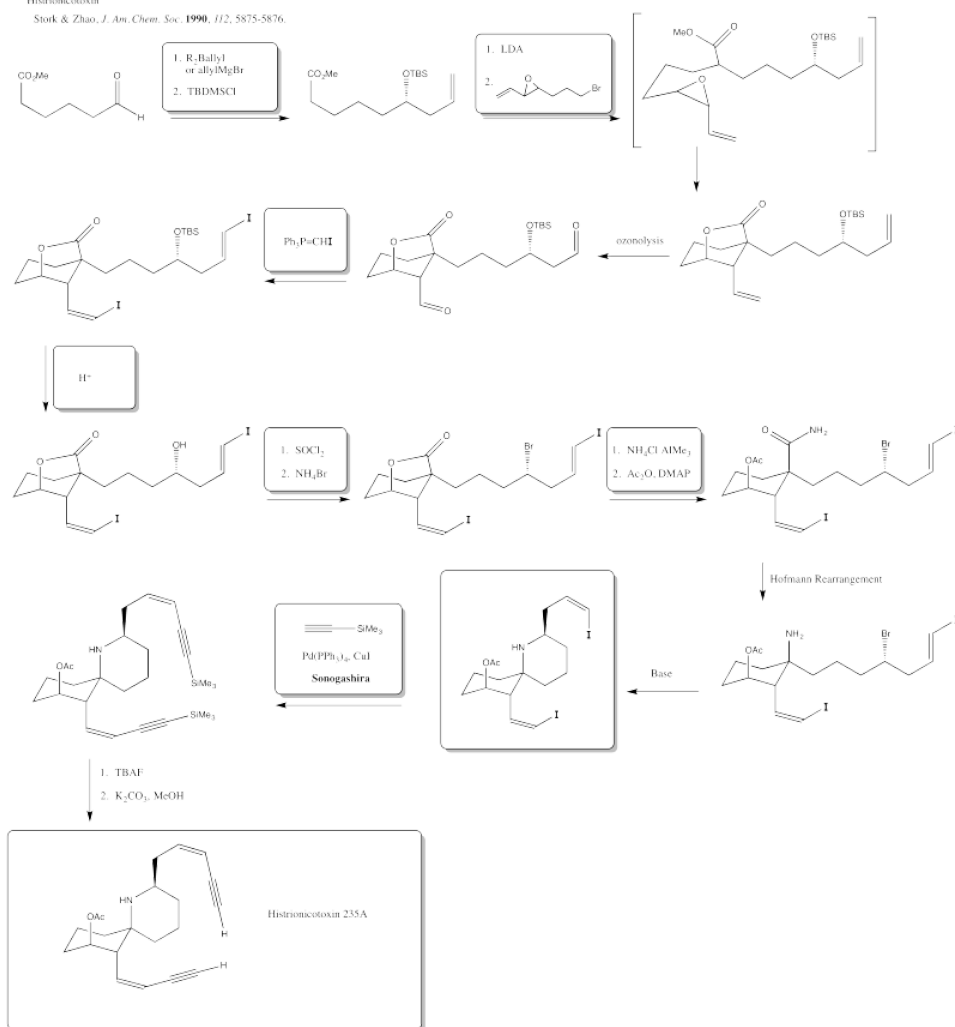 Histrionicotoxin
Stork & Zhao, J. Am. Chem. Soc. 1990, 112, 5875-5876.
CO₂Me
O
H
1. R₂Ballyl
or allylMgBr
2. TBDMSCl
CO₂Me
OTBS
1. LDA
2.
O
Br
MeO
O
OTBS
O
O
O
OTBS
I
I
Ph₃P=CHI
O
O
OTBS
O
O
ozonolysis
O
O
OTBS
H⁺
O
O
OH
I
I
1. SOCl₂
2. NH₄Br
O
O
Br
I
I
1. NH₄Cl AlMe₃
2. Ac₂O, DMAP
O
NH₂
OAc
Br
I
Hofmann Rearrangement
HN
OAc
SiMe₃
SiMe₃
SiMe₃
Pd(PPh₃)₄, CuI
Sonogashira
HN
OAc
I
I
Base
NH₂
OAc
Br
I
1. TBAF
2. K₂CO₃, MeOH
HN
OAc
H
H
Histrionicotoxin 235A